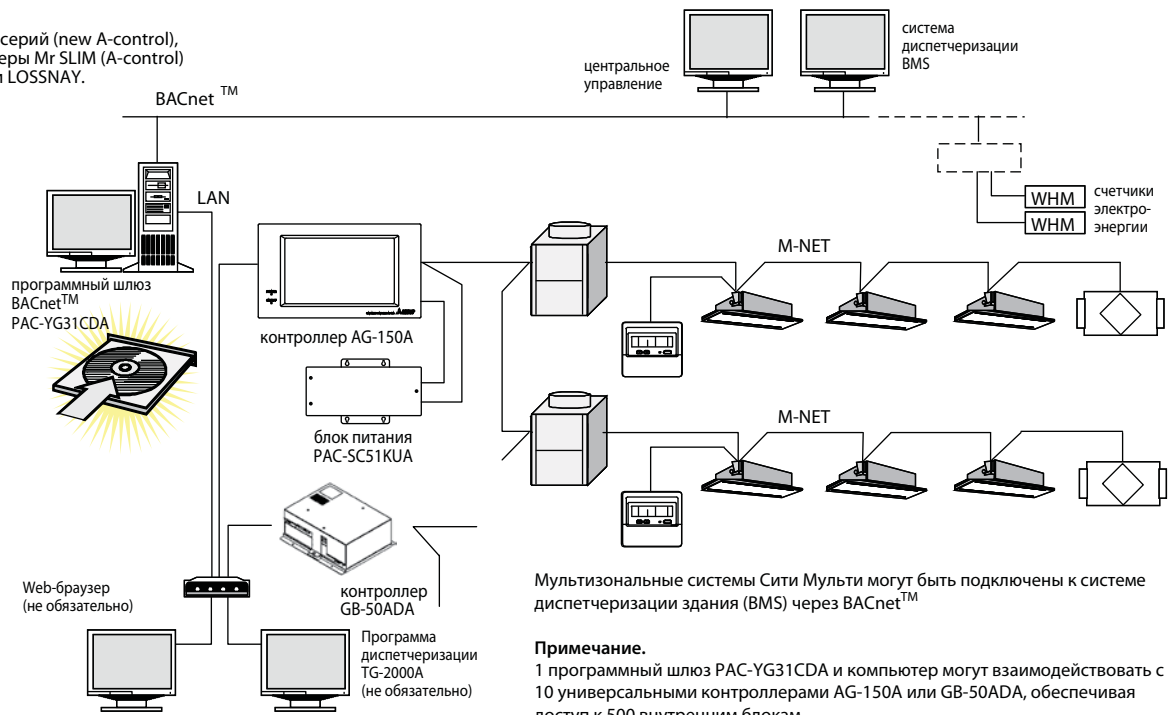 серий (new A-control),
еры Mr SLIM (A-control)
и LOSSNAY.
BACnet TM
центральное
управление
система
диспетчеризации
BMS
LAN
WHM
WHM
счетчики
электро-
энергии
программный шлюз
BACnetTM
PAC-YG31CDA
контроллер AG-150A
M-NET
блок питания
PAC-SC51KUA
M-NET
контроллер
GB-50ADA
Web-браузер
(не обязательно)
Программа
диспетчеризации
TG-2000A
(не обязательно)
Мультизональные системы Сити Мульти могут быть подключены к системе
диспетчеризации здания (BMS) через BACnetTM
Примечание.
1 программный шлюз PAC-YG31CDA и компьютер могут взаимодействовать с
10 универсальными контроллерами AG-150A или GB-50ADA, обеспечивая
доступ к 500 внутренним блокам